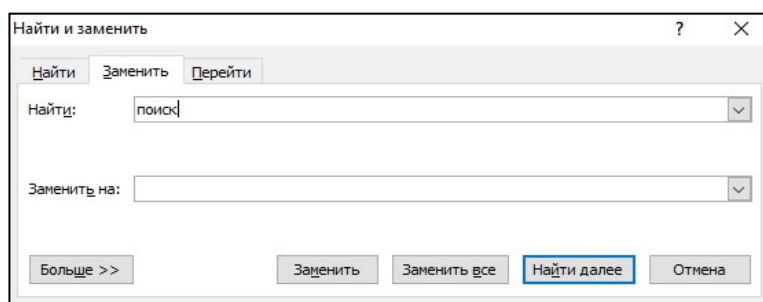 Найти и заменить ? ×
Найти Заменить Перейти
Найти: поиск
Заменить на:
Больше >> Заменить Заменить все Найти далее Отмена